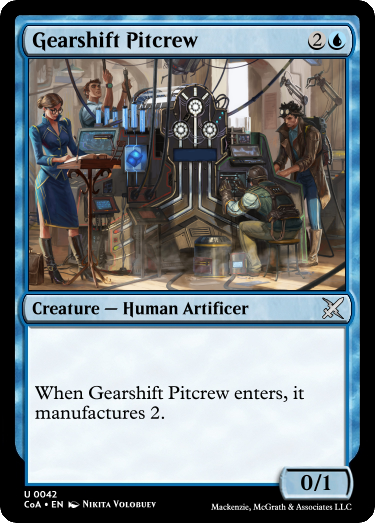 Gearshift Pitcrew 2
Creature — Human Artificer
When Gearshift Pitcrew enters, it
manufactures 2.
0/1
U 0042
CoA • EN Nikita Volobuev
Mackenzie, McGrath & Associates LLC